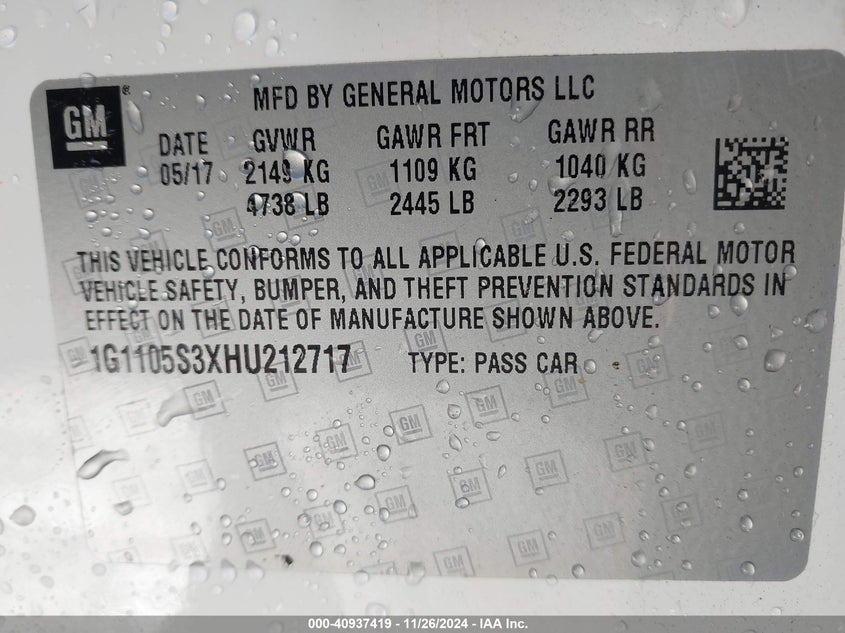 GM
MFD BY GENERAL MOTORS LLC
DATE GVWR GAWR FRT GAWR RR
05/17 2149 KG 1109 KG 1040 KG
4738 LB 2445 LB 2293 LB
THIS VEHICLE CONFORMS TO ALL APPLICABLE U.S. FEDERAL MOTOR
VEHICLE SAFETY, BUMPER, AND THEFT PREVENTION STANDARDS IN
EFFECT ON THE DATE OF MANUFACTURE SHOWN ABOVE.
1G1105S3XHU212717 TYPE: PASS CAR
000-40937419 - 11/26/2024 - IAA Inc.